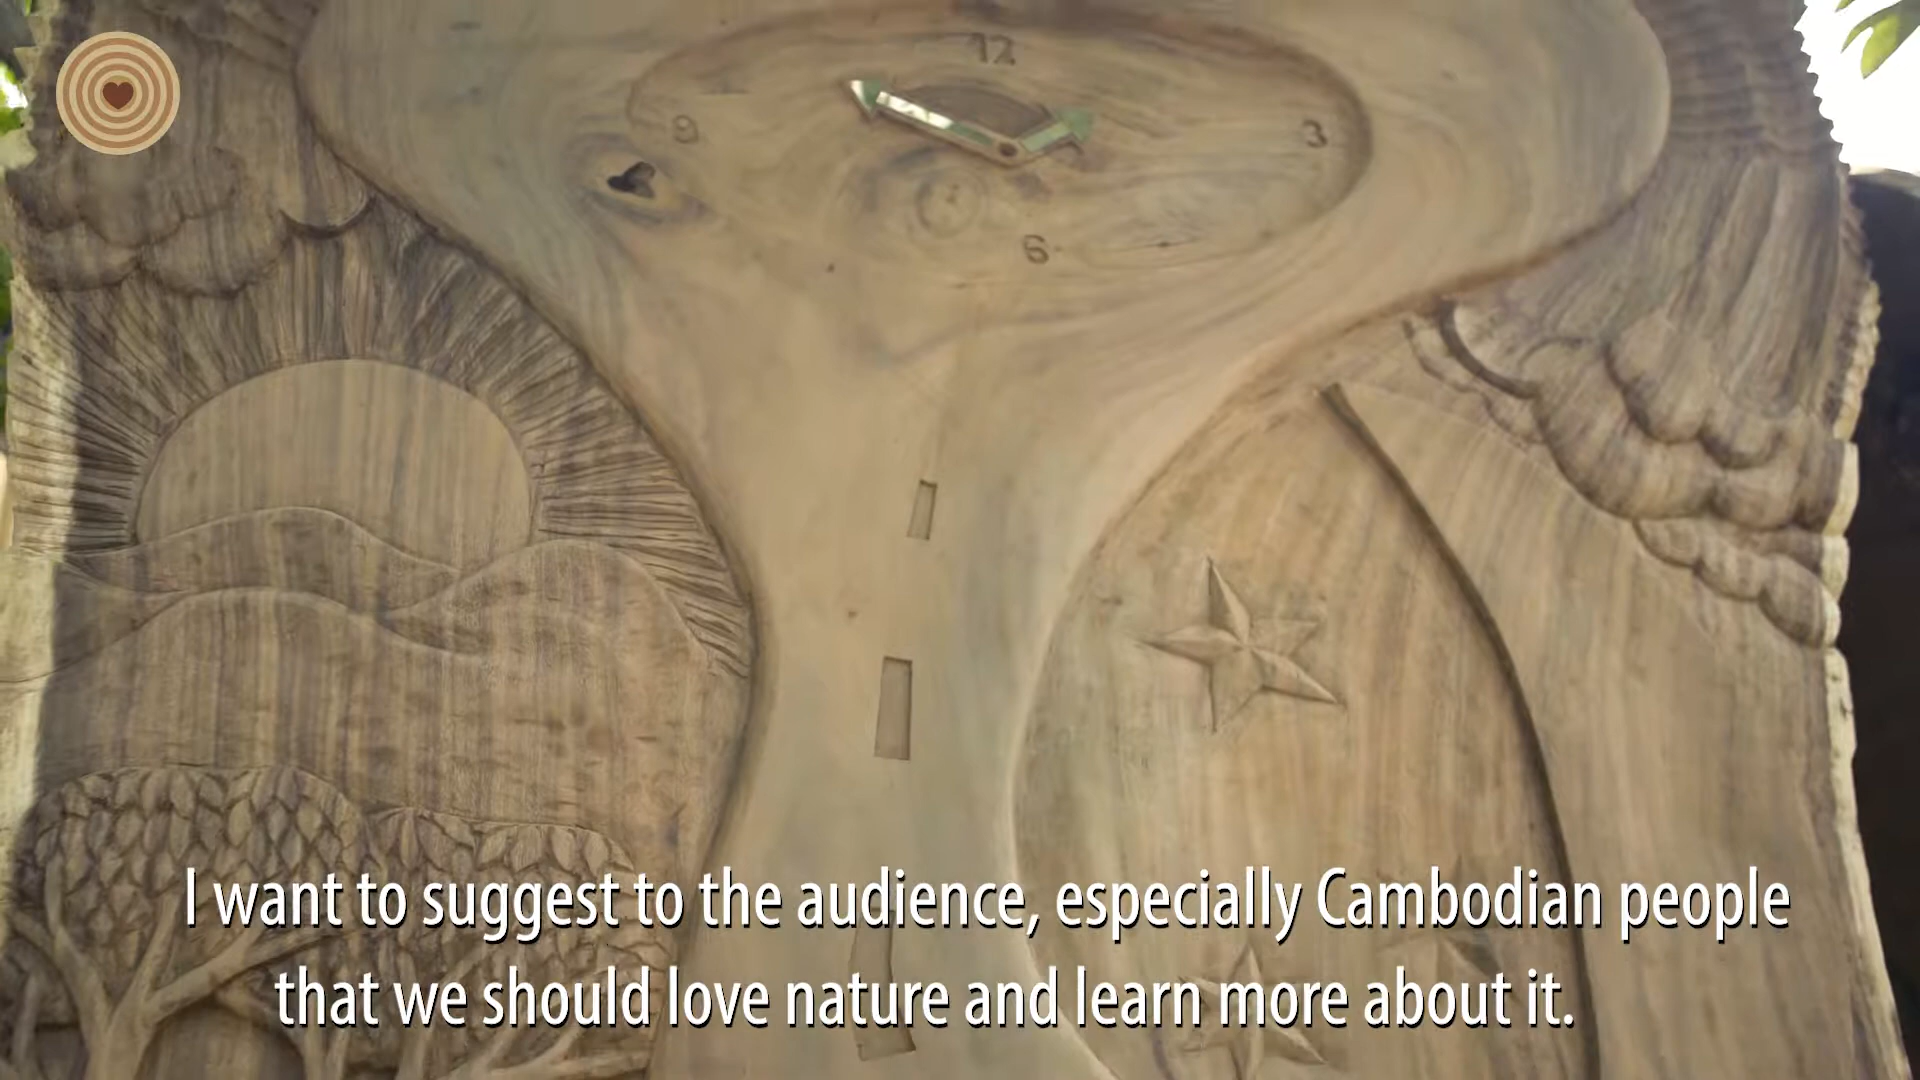 12
9
3
6
I want to suggest to the audience, especially Cambodian people
that we should love nature and learn more about it.